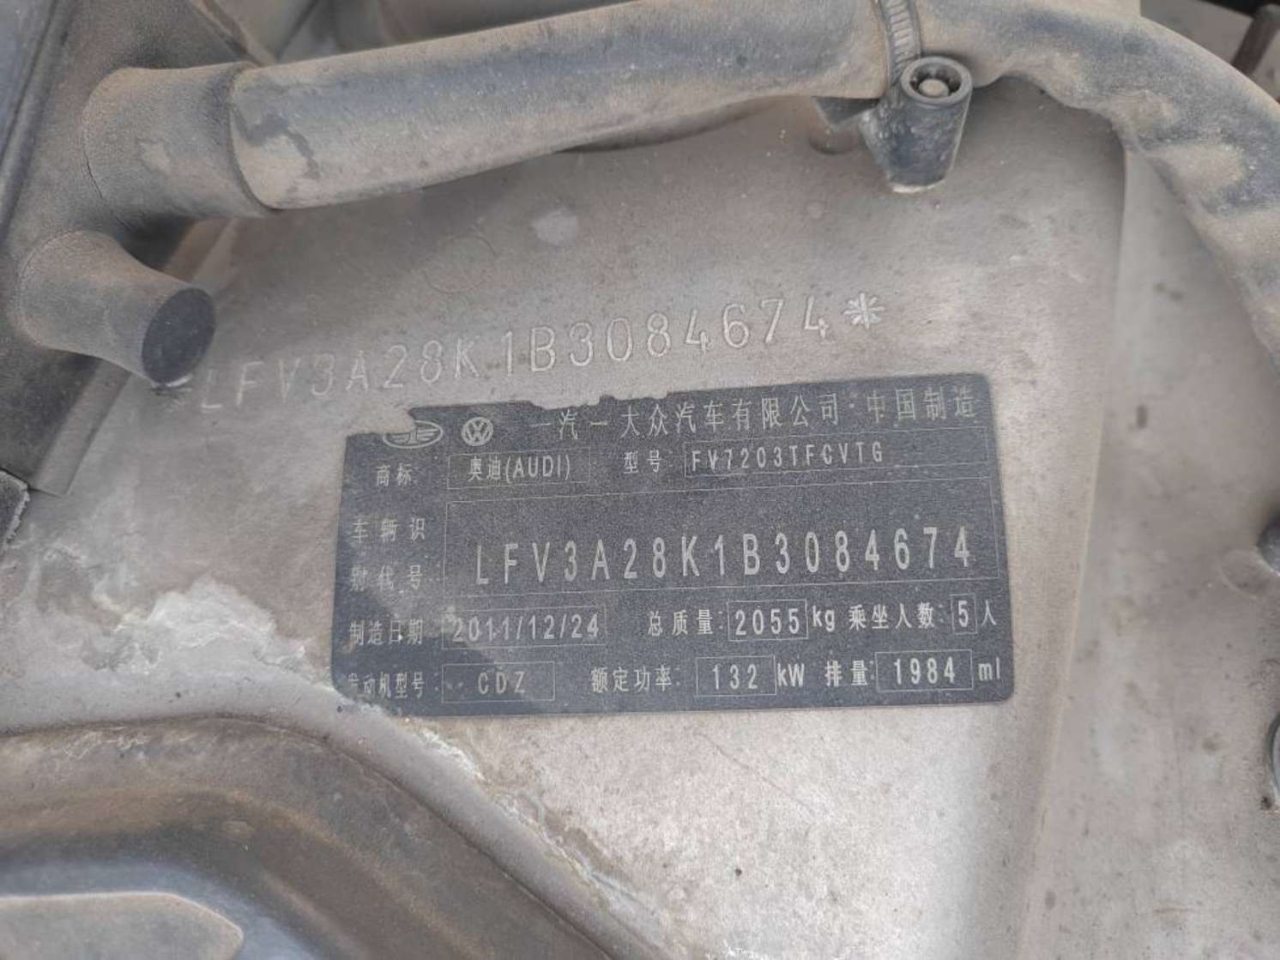 *LFV3A28K1B3084674*
一汽一大众汽车有限公司·中国制造
商标: 奥迪(AUDI) 型号: FV7203TFCVTG
车辆识
别代号: LFV3A28K1B3084674
制造日期: 2011/12/24 总质量: 2055 kg 乘坐人数: 5 人
发动机型号: CDZ 额定功率: 132 kW 排量: 1984 ml